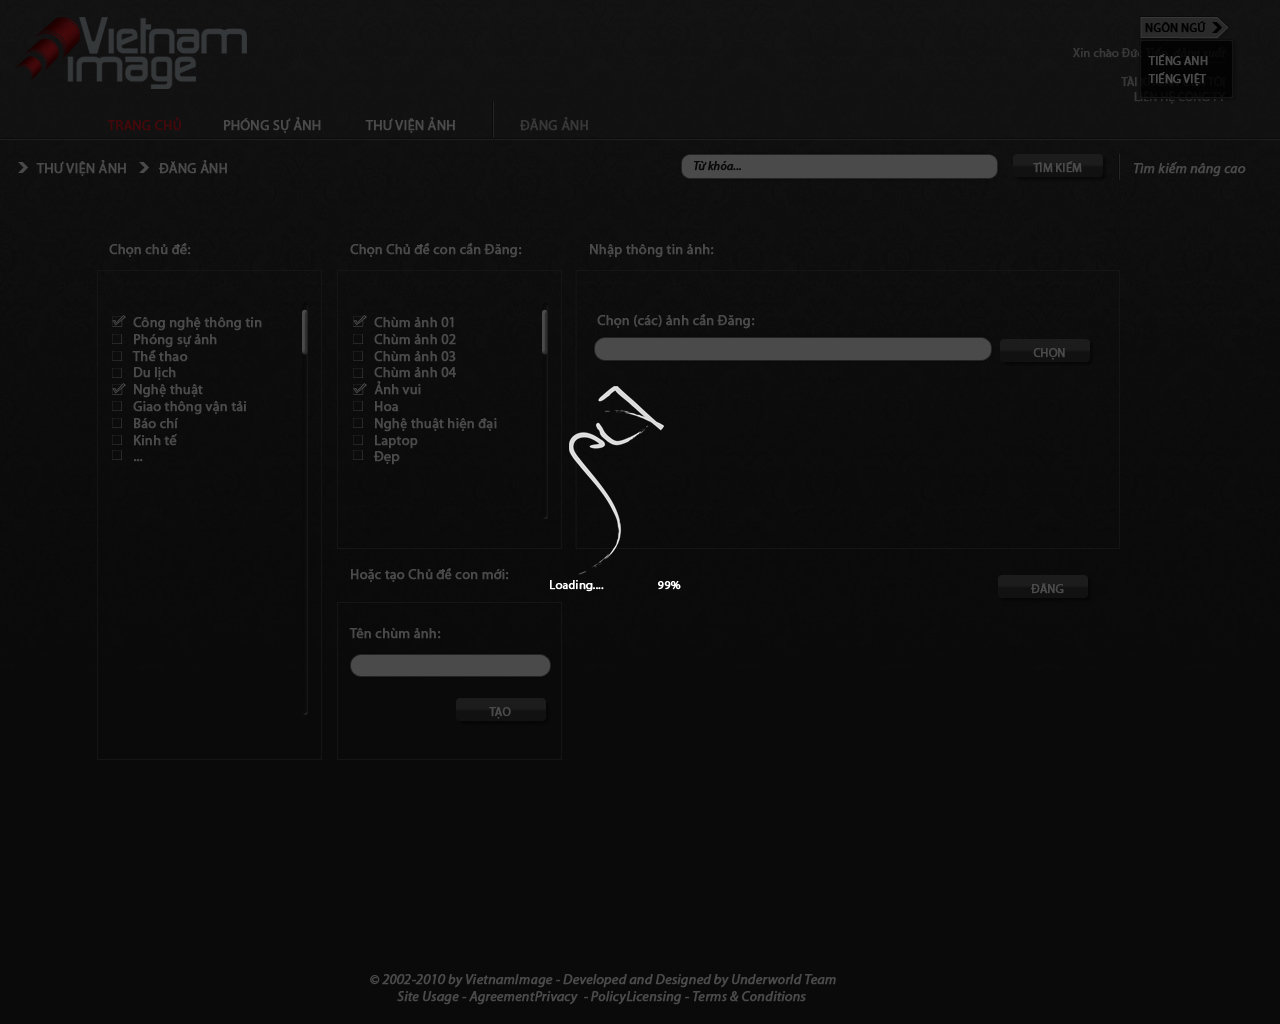 Vietnam
image
NGÔN NGỮ
Xin chào Đức
TIẾNG ANH
TIẾNG VIỆT
LIÊN HỆ CÔNG TY
TRANG CHỦ
PHÓNG SỰ ẢNH
THƯ VIỆN ẢNH
ĐĂNG ẢNH
THƯ VIỆN ẢNH
ĐĂNG ẢNH
Từ khóa...
TÌM KIẾM
Tìm kiếm nâng cao
Chọn chủ đề:
Công nghệ thông tin
Phóng sự ảnh
Thể thao
Du lịch
Nghệ thuật
Giao thông vận tải
Báo chí
Kinh tế
...
Chọn Chủ đề con cần Đăng:
Chùm ảnh 01
Chùm ảnh 02
Chùm ảnh 03
Chùm ảnh 04
Ảnh vui
Hoa
Nghệ thuật hiện đại
Laptop
Đẹp
Nhập thông tin ảnh:
Chọn (các) ảnh cần Đăng:
CHỌN
Hoặc tạo Chủ đề con mới:
Loading.... 99%
ĐĂNG
Tên chùm ảnh:
TẠO
© 2002-2010 by VietnamImage - Developed and Designed by Underworld Team
Site Usage - AgreementPrivacy - PolicyLicensing - Terms & Conditions